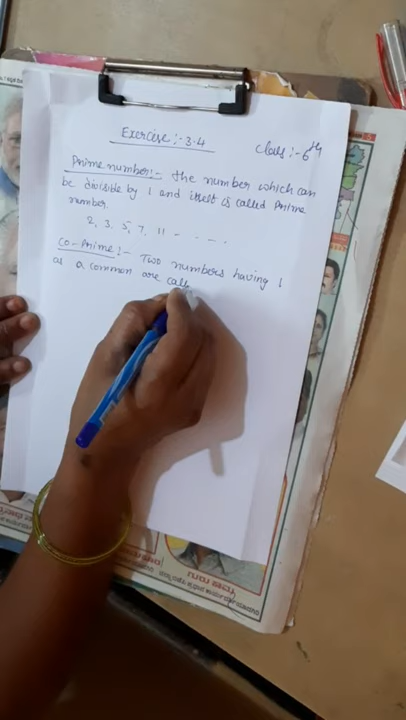 Exercise :- 3.4
Class :- 6th
Prime number :- the number which can
be divisible by 1 and itself is called Prime
number
2, 3, 5, 7, 11 - - - .
Co-Prime :- Two numbers having 1
as a common are call